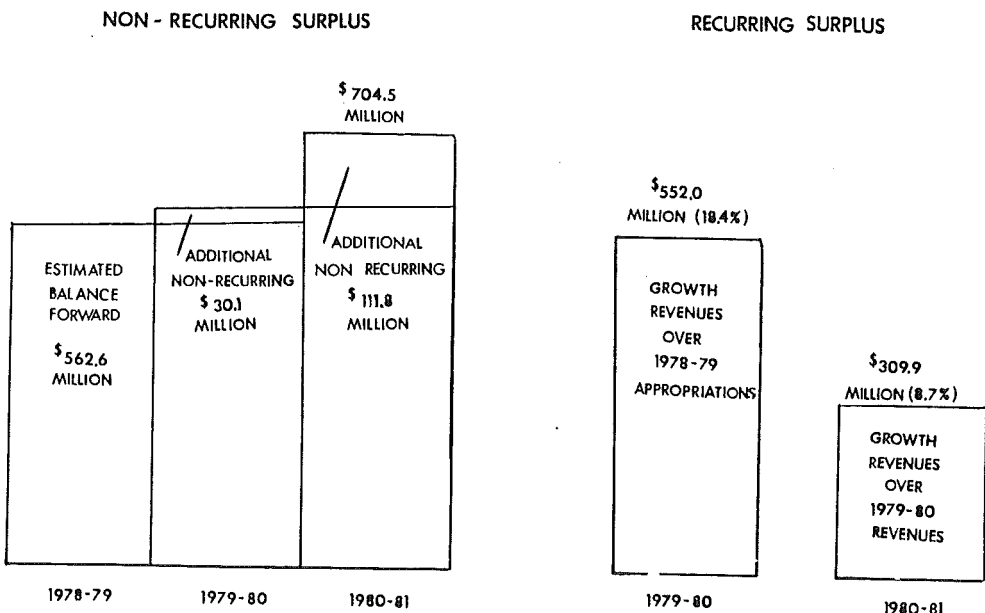 NON - RECURRING SURPLUS
$704.5
MILLION
ESTIMATED
BALANCE
FORWARD
$562.6
MILLION
ADDITIONAL
NON-RECURRING
$30.1
MILLION
ADDITIONAL
NON RECURRING
$111.8
MILLION
1978-79
1979-80
1980-81
RECURRING SURPLUS
$552.0
MILLION (18.4%)
GROWTH
REVENUES
OVER
1978-79
APPROPRIATIONS
$309.9
MILLION (8.7%)
GROWTH
REVENUES
OVER
1979-80
REVENUES
1979-80
1980-81